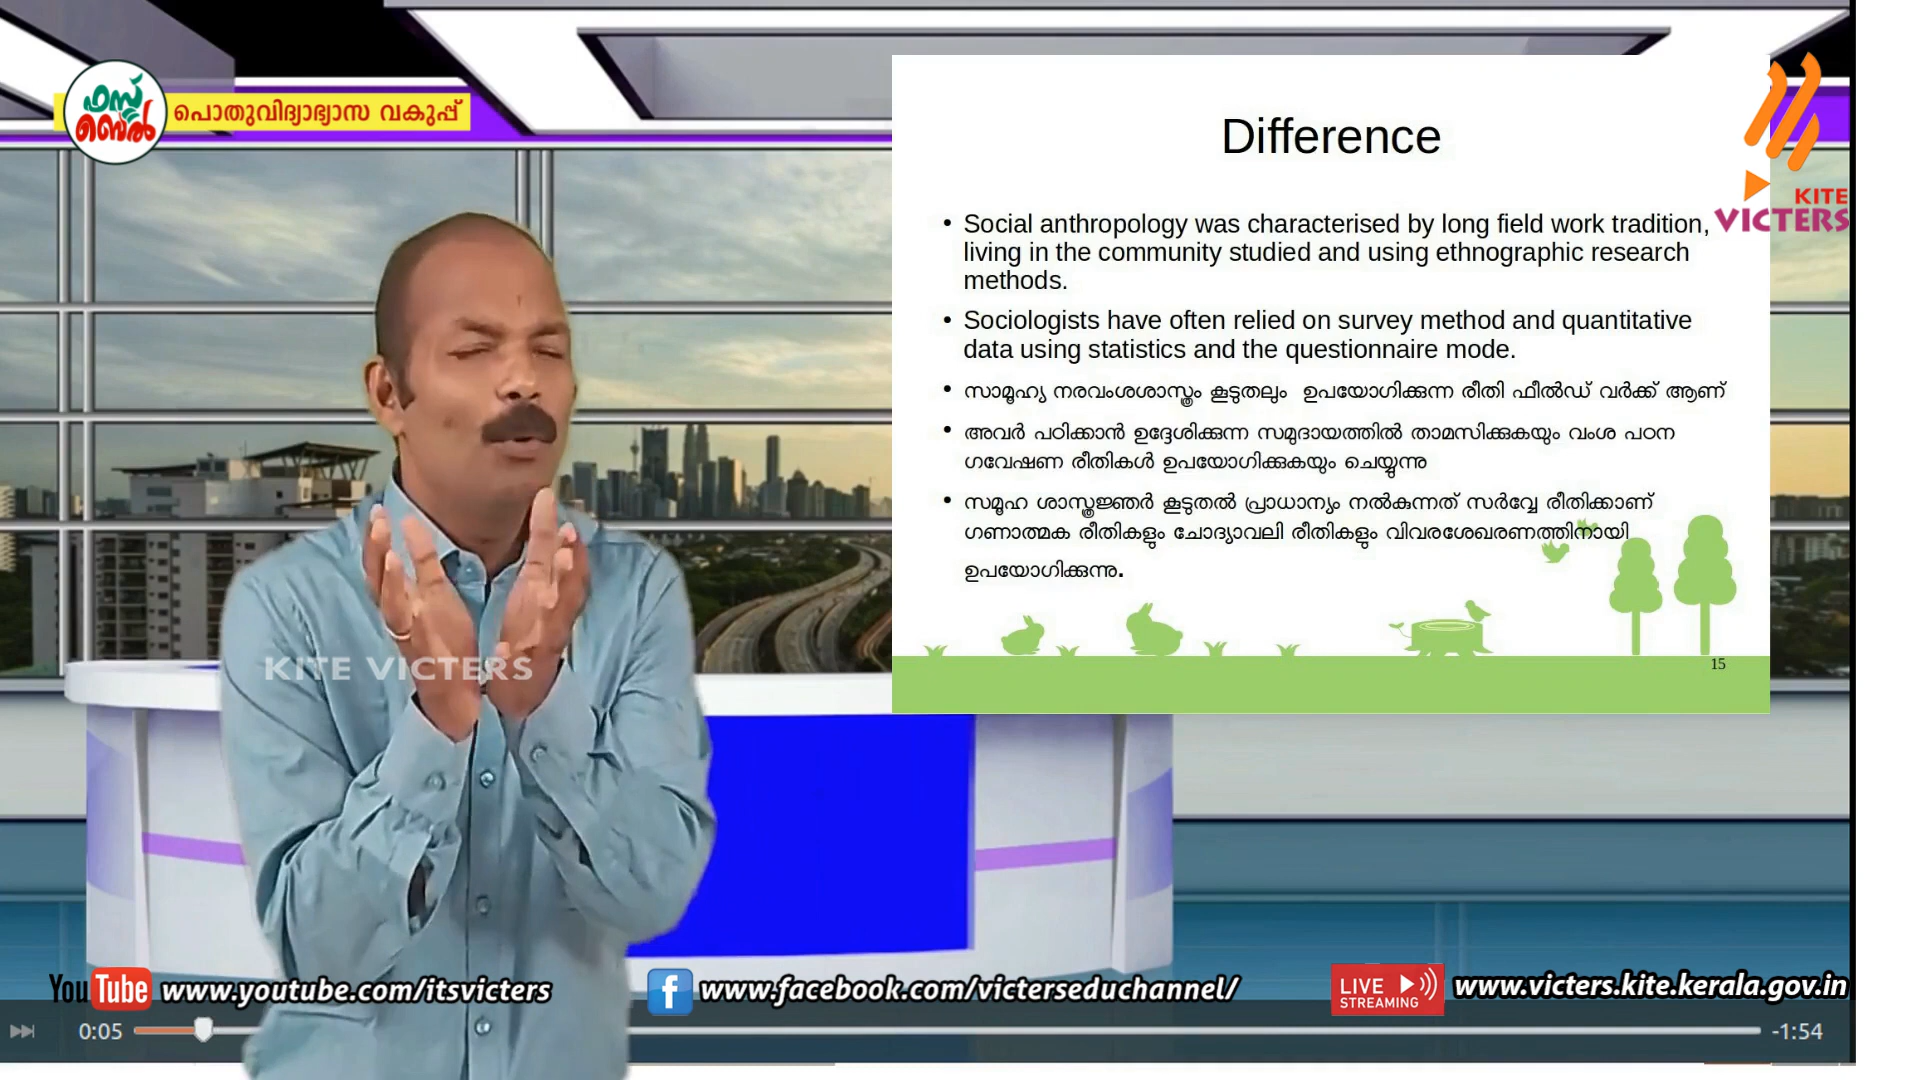 ഫസ്റ്റ്
ബെൽ
പൊതുവിദ്യാഭ്യാസ വകുപ്പ്
KITE
VICTERS
Difference
• Social anthropology was characterised by long field work tradition,
living in the community studied and using ethnographic research
methods.
• Sociologists have often relied on survey method and quantitative
data using statistics and the questionnaire mode.
• സാമൂഹ്യ നരവംശശാസ്ത്രം കൂടുതലും ഉപയോഗിക്കുന്ന രീതി ഫീൽഡ് വർക്ക് ആണ്
• അവർ പഠിക്കാൻ ഉദ്ദേശിക്കുന്ന സമുദായത്തിൽ താമസിക്കുകയും വംശ പഠന
ഗവേഷണ രീതികൾ ഉപയോഗിക്കുകയും ചെയ്യുന്നു
• സമൂഹ ശാസ്ത്രജ്ഞർ കൂടുതൽ പ്രാധാന്യം നൽകുന്നത് സർവ്വേ രീതിക്കാണ്
ഗണാത്മക രീതികളും ചോദ്യാവലി രീതികളും വിവരശേഖരണത്തിനായി
ഉപയോഗിക്കുന്നു.
15
KITE VICTERS
YouTube www.youtube.com/itsvicters
f www.facebook.com/victerseduchannel/
LIVE
STREAMING
www.victers.kite.kerala.gov.in
0:05
-1:54